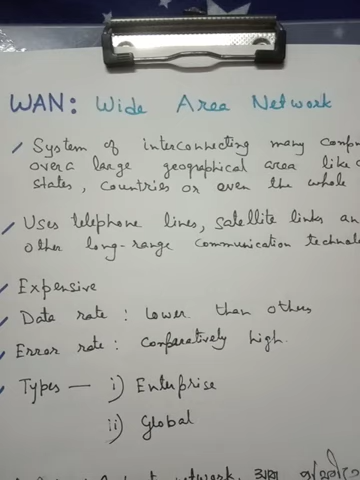 WAN: Wide Area Network
System of interconnecting many
over a large geographical area like
states, countries or even the whole
Uses telephone lines, satellite links
other long-range communication
Expensive
Data rate : lower than others
Error rate : Comparatively high.
Types — i) Enterprise
ii) Global
network,